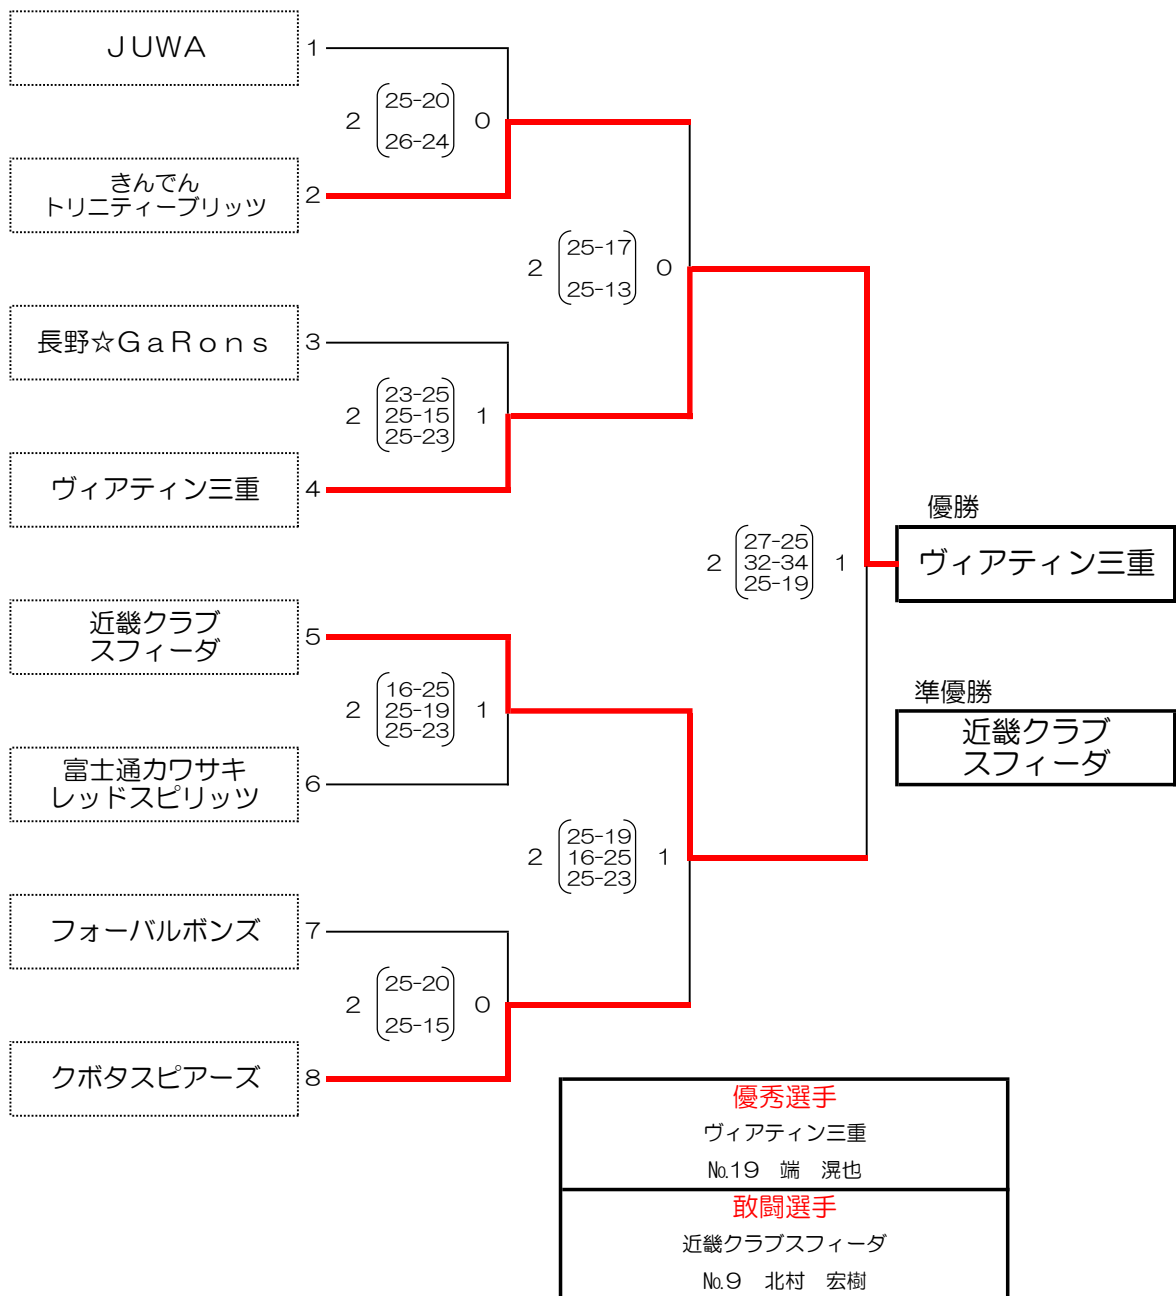 JUWA
1
2
25-20
26-24
0
きんでん
トリニティーブリッツ
2
2
25-17
25-13
0
長野☆GaRons
3
2
23-25
25-15
25-23
1
ヴィアティン三重
4
優勝
ヴィアティン三重
2
27-25
32-34
25-19
1
近畿クラブ
スフィーダ
5
2
16-25
25-19
25-23
1
準優勝
近畿クラブ
スフィーダ
富士通カワサキ
レッドスピリッツ
6
2
25-19
16-25
25-23
1
フォーバルボンズ
7
2
25-20
25-15
0
クボタスピアーズ
8
優秀選手
ヴィアティン三重
№19 端 滉也
敢闘選手
近畿クラブスフィーダ
№9 北村 宏樹